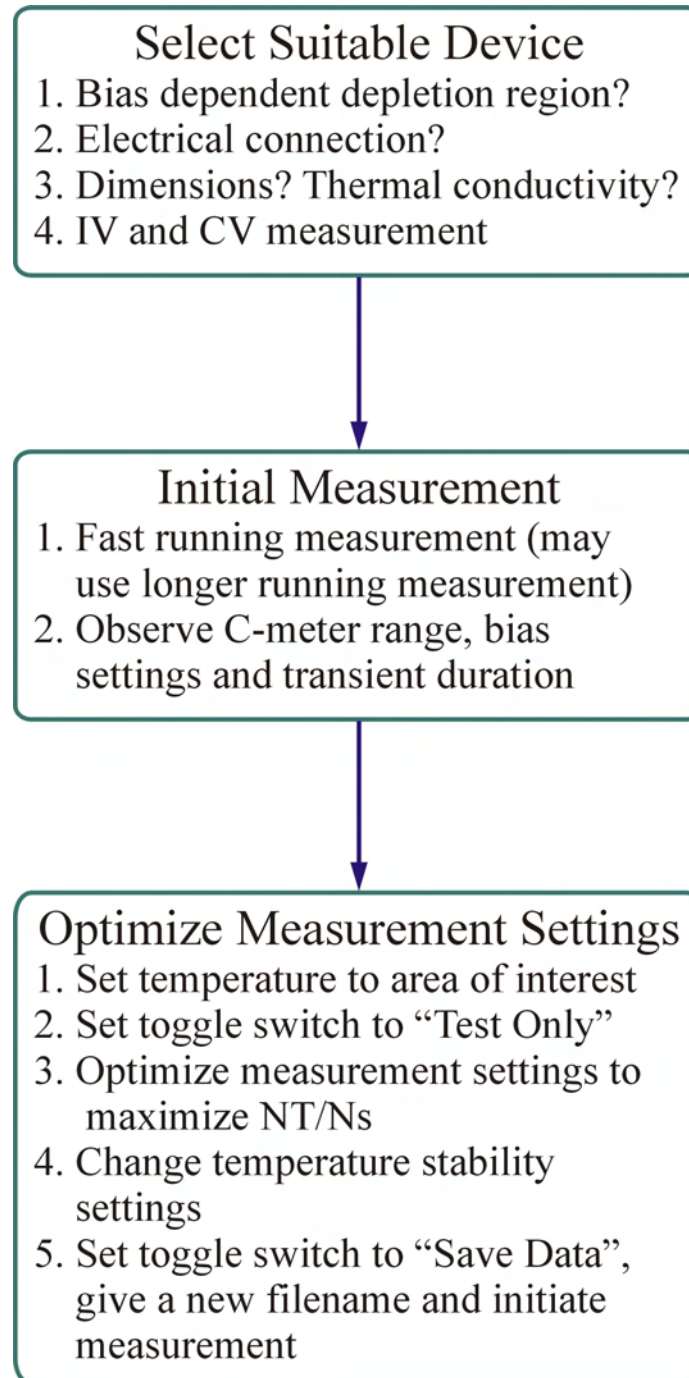 Select Suitable Device
1. Bias dependent depletion region?
2. Electrical connection?
3. Dimensions? Thermal conductivity?
4. IV and CV measurement
Initial Measurement
1. Fast running measurement (may
use longer running measurement)
2. Observe C-meter range, bias
settings and transient duration
Optimize Measurement Settings
1. Set temperature to area of interest
2. Set toggle switch to “Test Only”
3. Optimize measurement settings to
maximize NT/Ns
4. Change temperature stability
settings
5. Set toggle switch to “Save Data”,
give a new filename and initiate
measurement